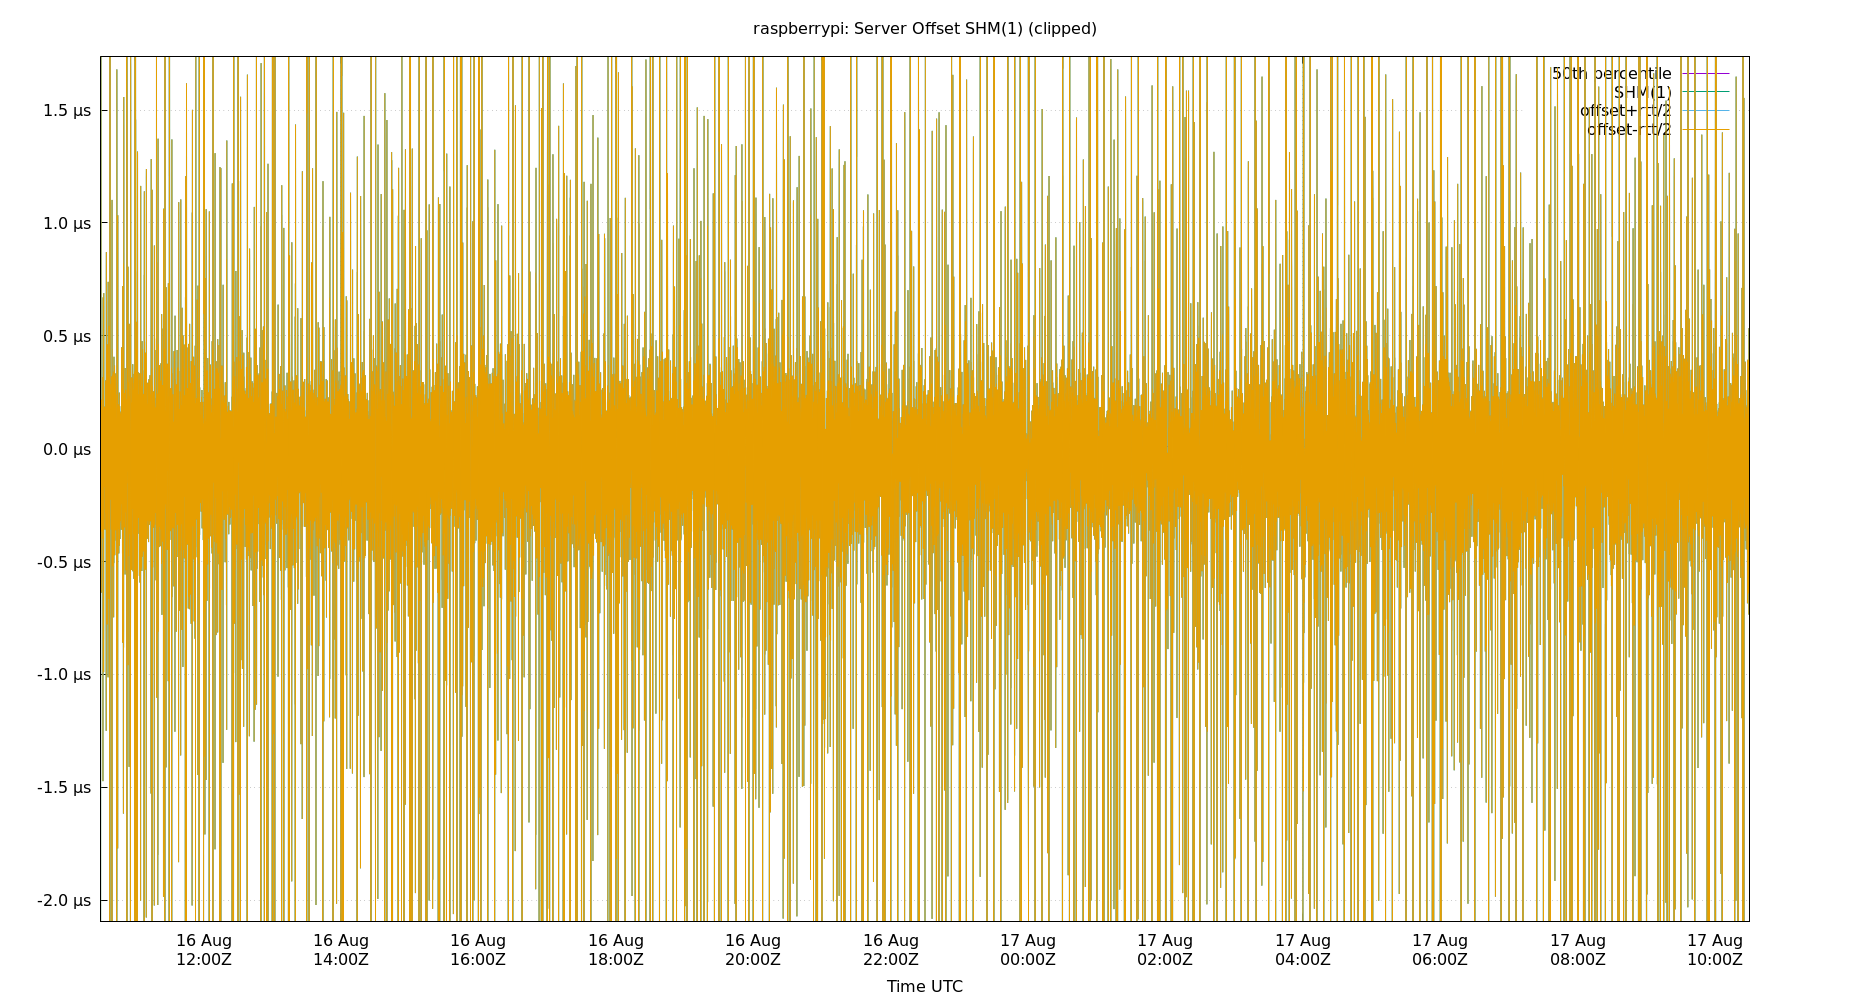 raspberrypi: Server Offset SHM(1) (clipped)
50th percentile
SHM(1)
offset+rtt/2
offset-rtt/2
1.5 µs
1.0 µs
0.5 µs
0.0 µs
-0.5 µs
-1.0 µs
-1.5 µs
-2.0 µs
16 Aug 16 Aug 16 Aug 16 Aug 16 Aug 16 Aug 17 Aug 17 Aug 17 Aug 17 Aug 17 Aug 17 Aug
12:00Z 14:00Z 16:00Z 18:00Z 20:00Z 22:00Z 00:00Z 02:00Z 04:00Z 06:00Z 08:00Z 10:00Z
Time UTC